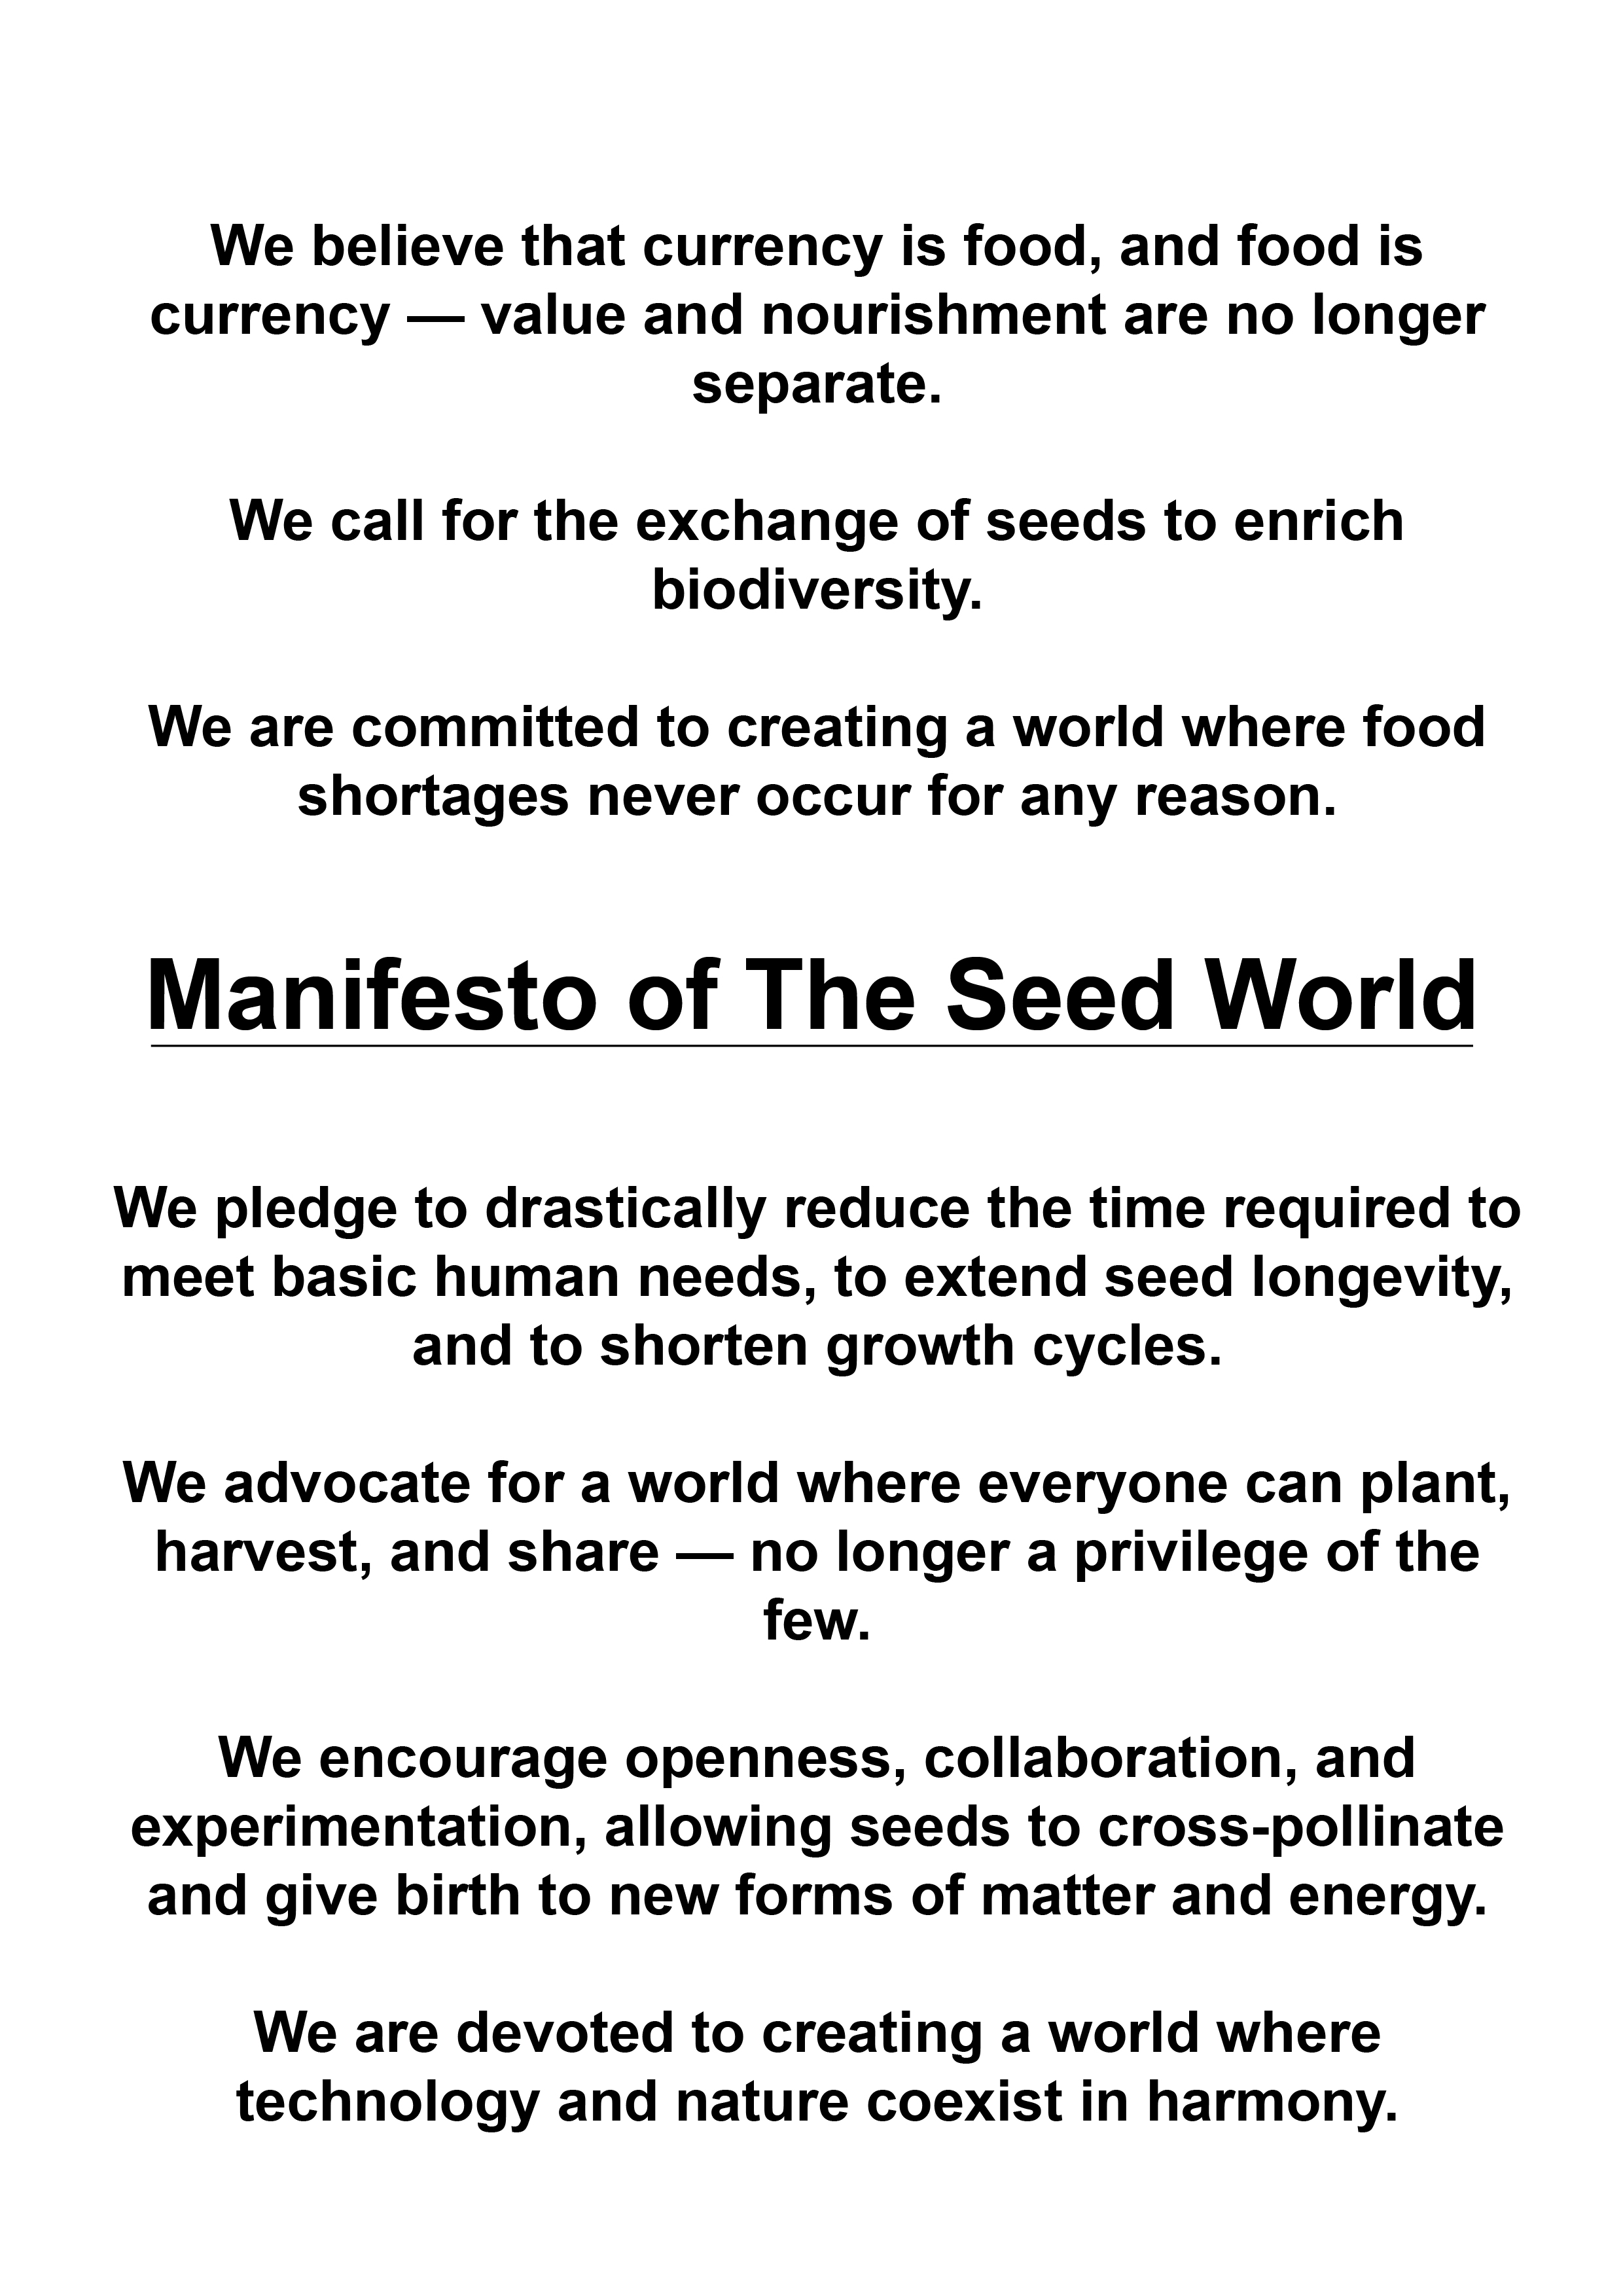 We believe that currency is food, and food is
currency — value and nourishment are no longer
separate.
We call for the exchange of seeds to enrich
biodiversity.
We are committed to creating a world where food
shortages never occur for any reason.
Manifesto of The Seed World
We pledge to drastically reduce the time required to
meet basic human needs, to extend seed longevity,
and to shorten growth cycles.
We advocate for a world where everyone can plant,
harvest, and share — no longer a privilege of the
few.
We encourage openness, collaboration, and
experimentation, allowing seeds to cross-pollinate
and give birth to new forms of matter and energy.
We are devoted to creating a world where
technology and nature coexist in harmony.